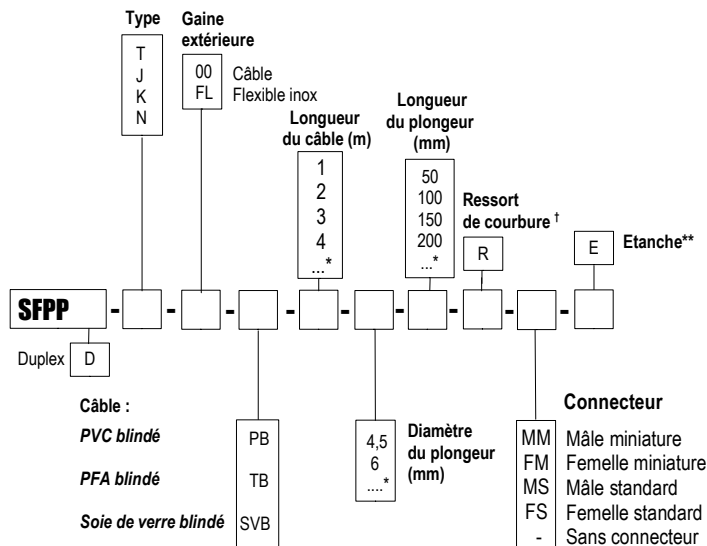 Type
T
J
K
N
Gaine
extérieure
00 Câble
FL Flexible inox
Longueur
du câble (m)
1
2
3
4
...*
Longueur
du plongeur
(mm)
50
100
150
200
...*
Ressort
de courbure †
R
E Etanche**
SFPP - - - - - - - -
Duplex D
Câble :
PVC blindé PB
PFA blindé TB
Soie de verre blindé SVB
4,5
6
....*
Diamètre
du plongeur
(mm)
Connecteur
MM Mâle miniature
FM Femelle miniature
MS Mâle standard
FS Femelle standard
- Sans connecteur